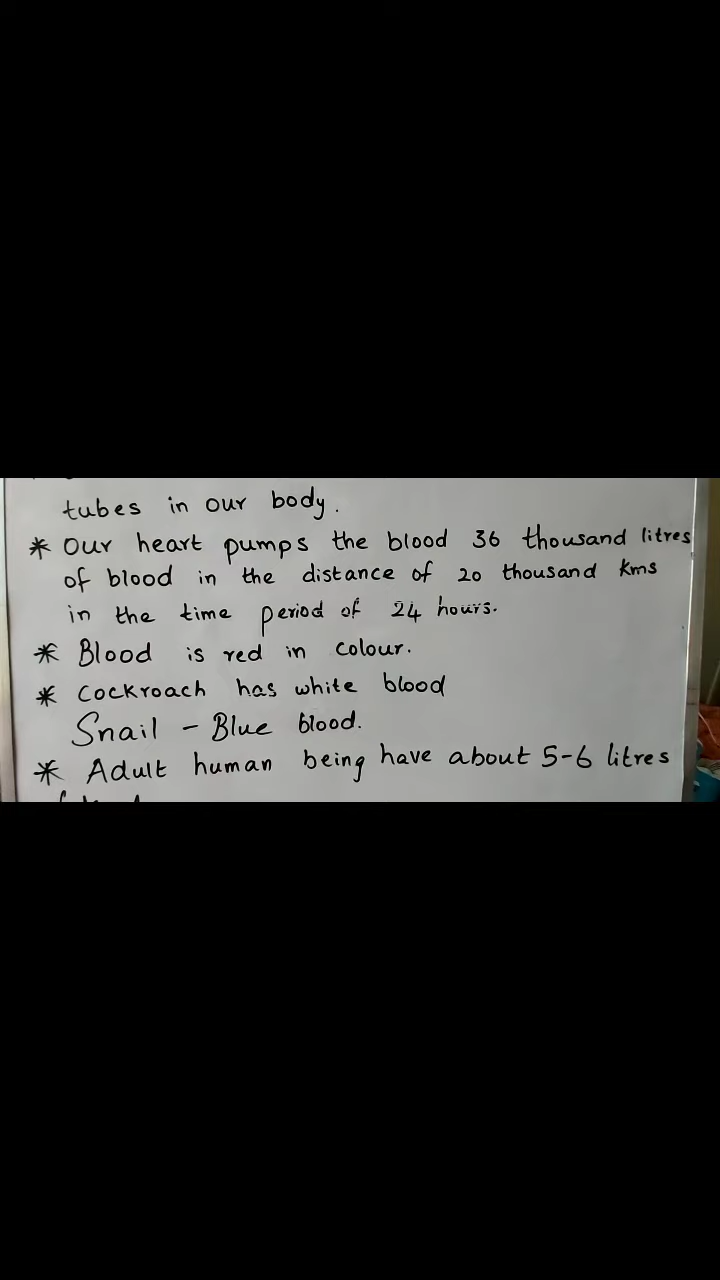 tubes in our body.
* Our heart pumps the blood 36 thousand litres
of blood in the distance of 20 thousand kms
in the time period of 24 hours.
* Blood is red in colour.
* Cockroach has white blood
Snail - Blue blood.
* Adult human being have about 5-6 litres